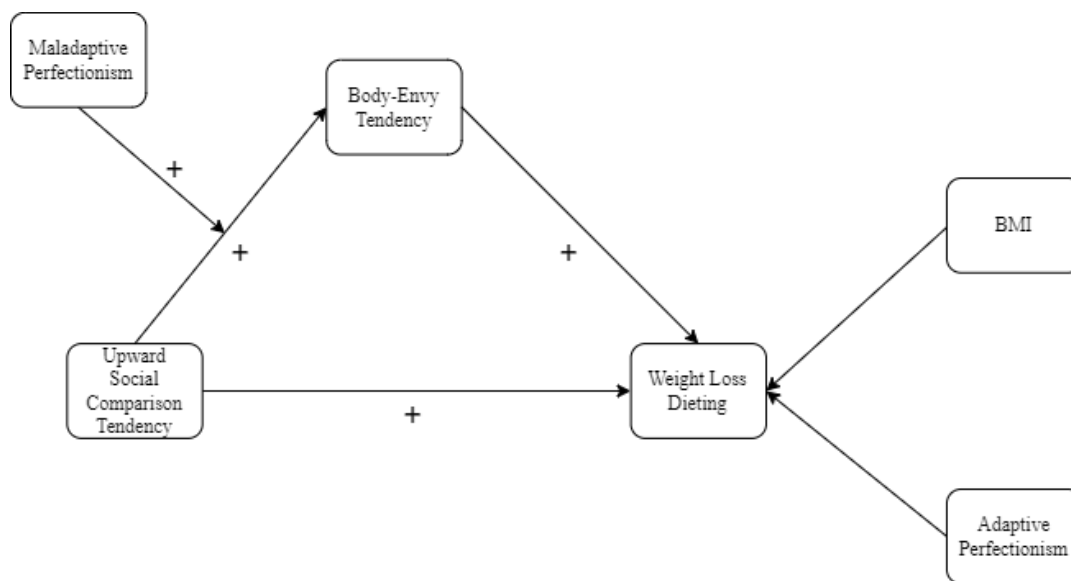 Maladaptive
Perfectionism
Body-Envy
Tendency
+
+
+
BMI
Upward
Social
Comparison
Tendency
Weight Loss
Dieting
+
Adaptive
Perfectionism